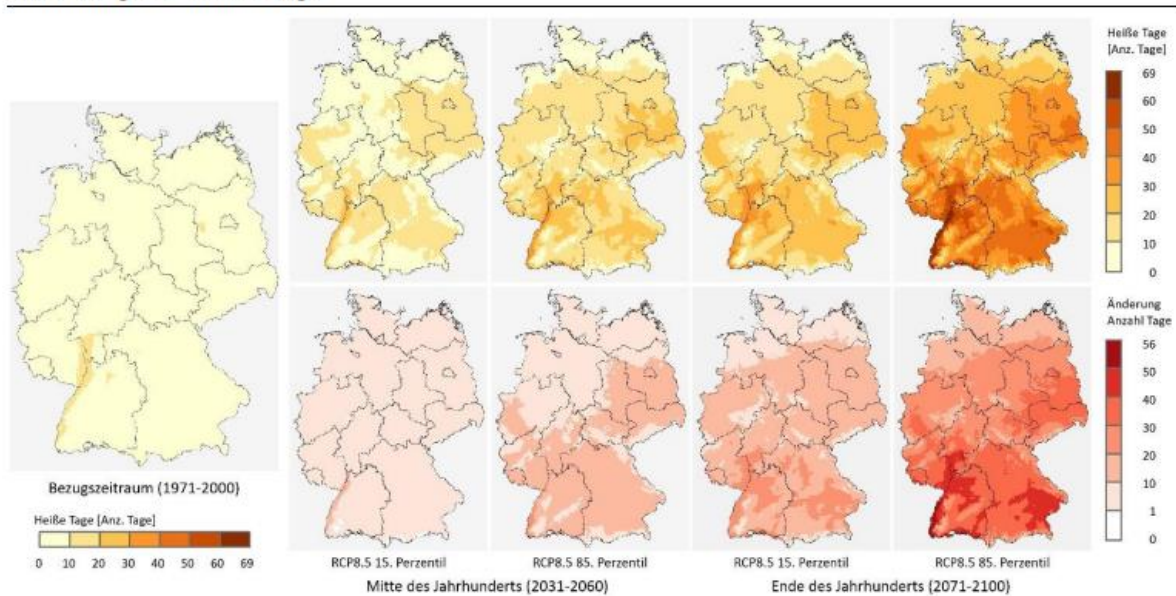 Heiße Tage
[Anz. Tage]
69
60
50
40
30
20
10
0
Bezugszeitraum (1971-2000)
Heiße Tage [Anz. Tage]
0 10 20 30 40 50 60 69
Änderung
Anzahl Tage
56
50
40
30
20
10
1
0
RCP8.5 15. Perzentil RCP8.5 85. Perzentil RCP8.5 15. Perzentil RCP8.5 85. Perzentil
Mitte des Jahrhunderts (2031-2060) Ende des Jahrhunderts (2071-2100)